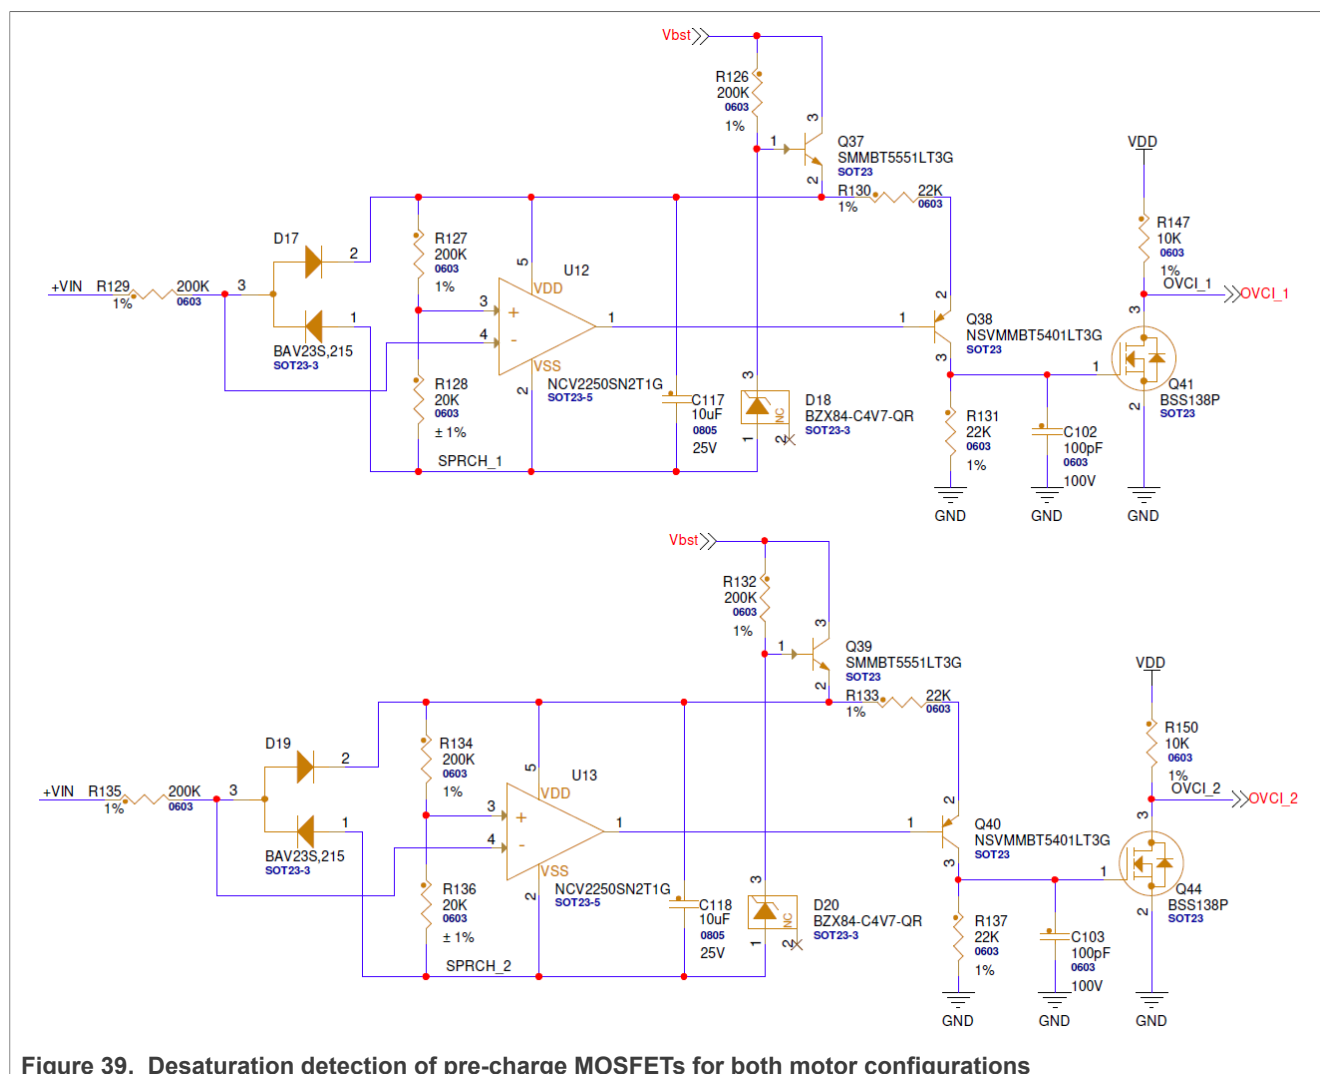 Vbst
R126
200K
0603
1%
3
1
Q37
SMMBT5551LT3G
SOT23
2
R130
1%
22K
0603
VDD
R147
10K
0603
1%
OVCI_1
OVCI_1
D17
2
R127
200K
0603
1%
5
U12
VDD
+VIN
R129
1%
200K
0603
3
3
+
4
-
1
1
BAV23S,215
SOT23-3
VSS
2
R128
20K
0603
± 1%
NCV2250SN2T1G
SOT23-5
C117
10uF
0805
25V
3
D18
BZX84-C4V7-QR
SOT23-3
NC
1
2
SPRCH_1
2
1
Q38
NSVMMBT5401LT3G
SOT23
3
3
1
Q41
BSS138P
SOT23
2
R131
22K
0603
1%
C102
100pF
0603
100V
GND
GND
GND
Vbst
R132
200K
0603
1%
3
1
Q39
SMMBT5551LT3G
SOT23
2
R133
1%
22K
0603
VDD
R150
10K
0603
1%
OVCI_2
OVCI_2
D19
2
R134
200K
0603
1%
5
U13
VDD
+VIN
R135
1%
200K
0603
3
3
+
4
-
1
1
BAV23S,215
SOT23-3
VSS
2
R136
20K
0603
± 1%
NCV2250SN2T1G
SOT23-5
C118
10uF
0805
25V
3
D20
BZX84-C4V7-QR
SOT23-3
NC
1
2
SPRCH_2
2
1
Q40
NSVMMBT5401LT3G
SOT23
3
3
1
Q44
BSS138P
SOT23
2
R137
22K
0603
1%
C103
100pF
0603
100V
GND
GND
GND
Figure 39. Desaturation detection of pre-charge MOSFETs for both motor configurations